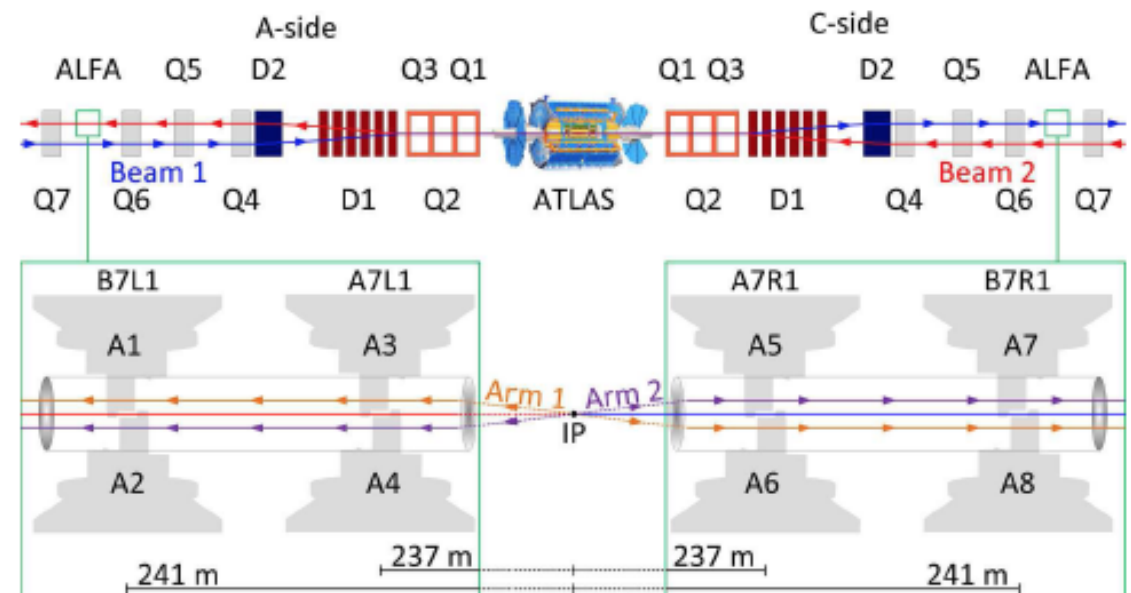 A-side C-side
ALFA Q5 D2 Q3 Q1 Q1 Q3 D2 Q5 ALFA
Beam 1 Beam 2
Q7 Q6 Q4 D1 Q2 ATLAS Q2 D1 Q4 Q6 Q7
B7L1 A7L1 A7R1 B7R1
A1 A3 A5 A7
Arm 1 Arm 2
IP
A2 A4 A6 A8
237 m 237 m
241 m 241 m